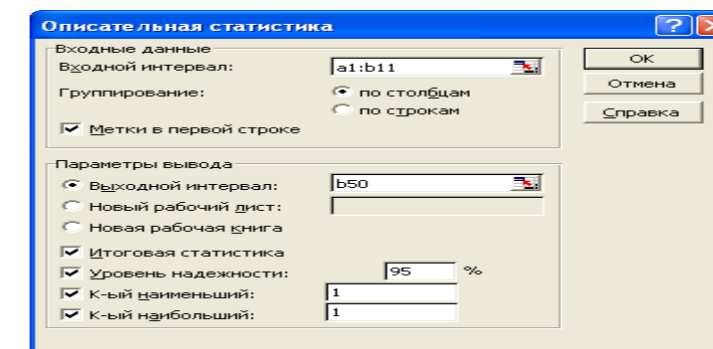 Описательная статистика
Входные данные
Входной интервал: a1:b11
Группирование: по столбцам
по строкам
Метки в первой строке
OK
Отмена
Справка
Параметры вывода
Выходной интервал: b50
Новый рабочий лист:
Новая рабочая книга
Итоговая статистика
Уровень надежности: 95 %
К-ый наименьший: 1
К-ый наибольший: 1